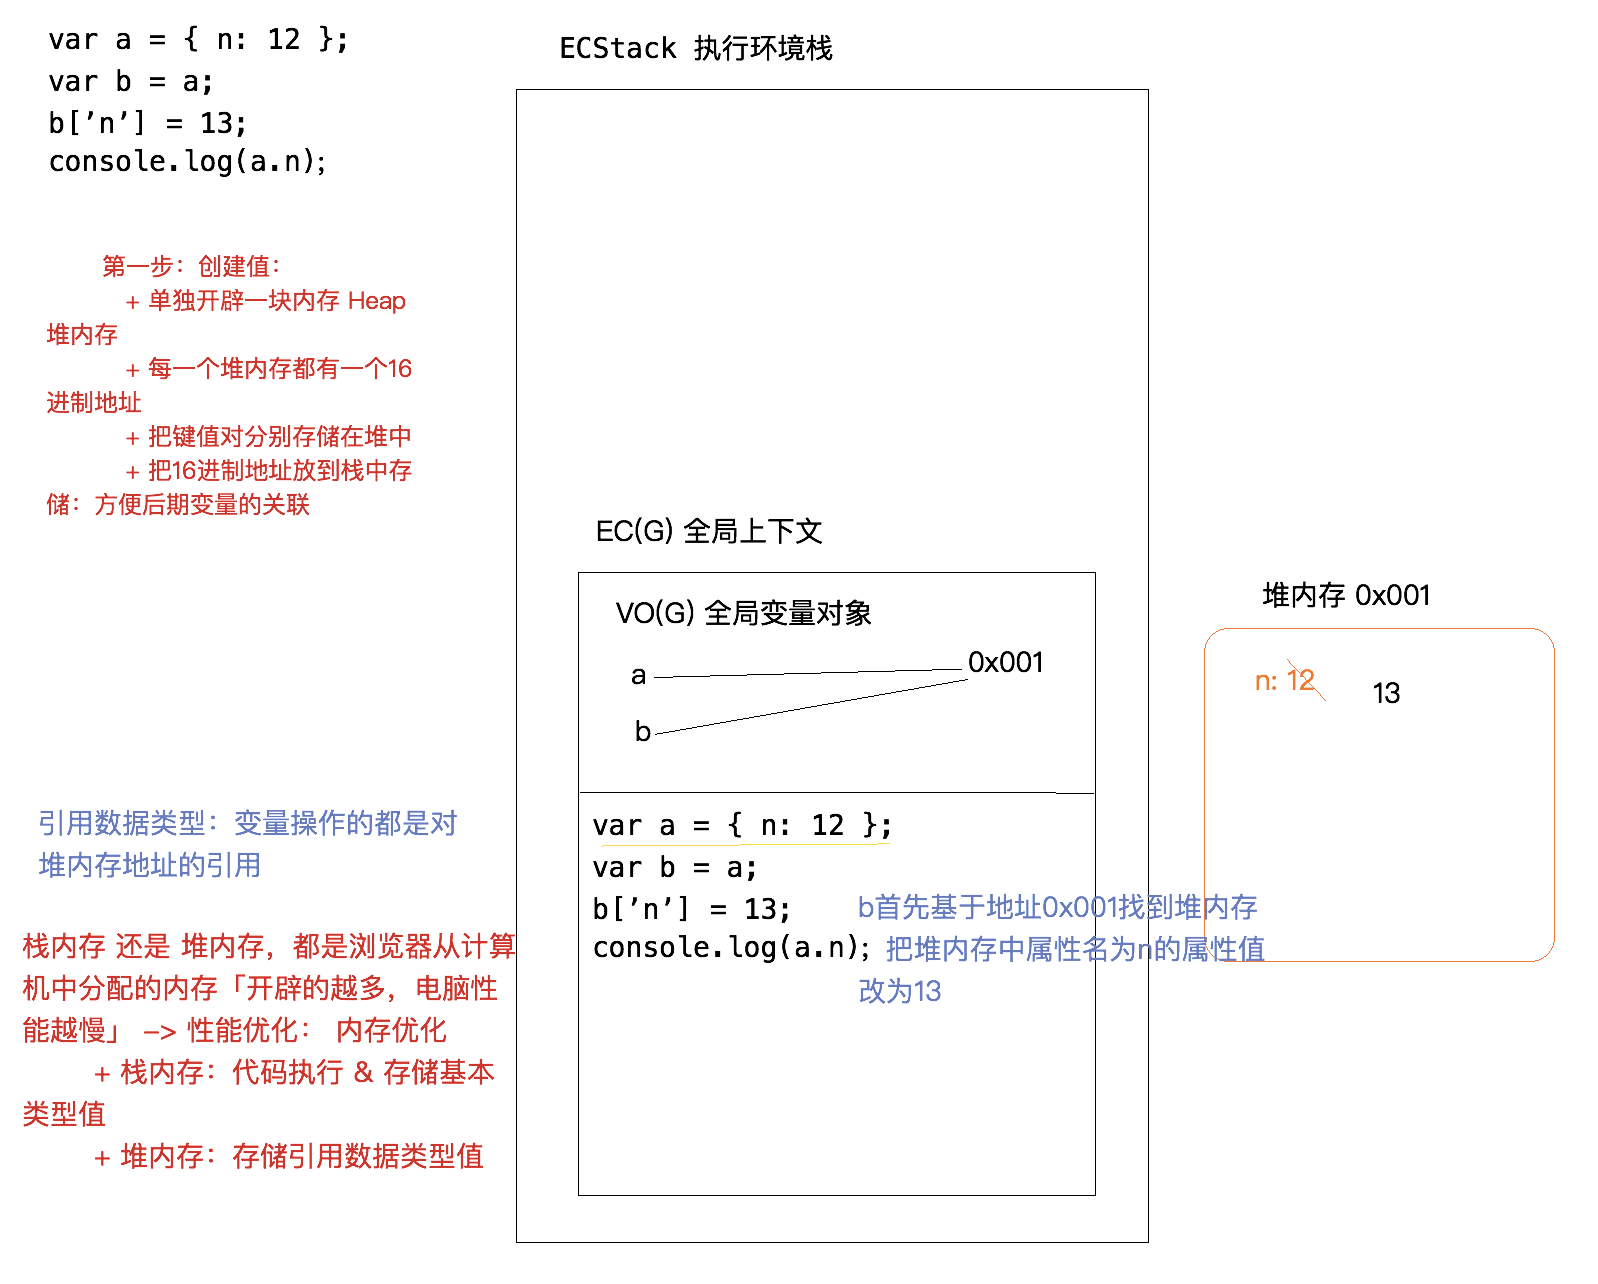 var a = { n: 12 };
var b = a;
b[’n’] = 13;
console.log(a.n);
第一步：创建值：
+ 单独开辟一块内存 Heap
堆内存
+ 每一个堆内存都有一个16
进制地址
+ 把键值对分别存储在堆中
+ 把16进制地址放到栈中存
储：方便后期变量的关联
引用数据类型：变量操作的都是对
堆内存地址的引用
栈内存 还是 堆内存，都是浏览器从计算
机中分配的内存「开辟的越多，电脑性
能越慢」 –> 性能优化： 内存优化
+ 栈内存：代码执行 & 存储基本
类型值
+ 堆内存：存储引用数据类型值
ECStack 执行环境栈
EC(G) 全局上下文
VO(G) 全局变量对象
a
0x001
b
var a = { n: 12 };
var b = a;
b[’n’] = 13;
console.log(a.n);
b首先基于地址0x001找到堆内存
把堆内存中属性名为n的属性值
改为13
堆内存 0x001
n: 12
13